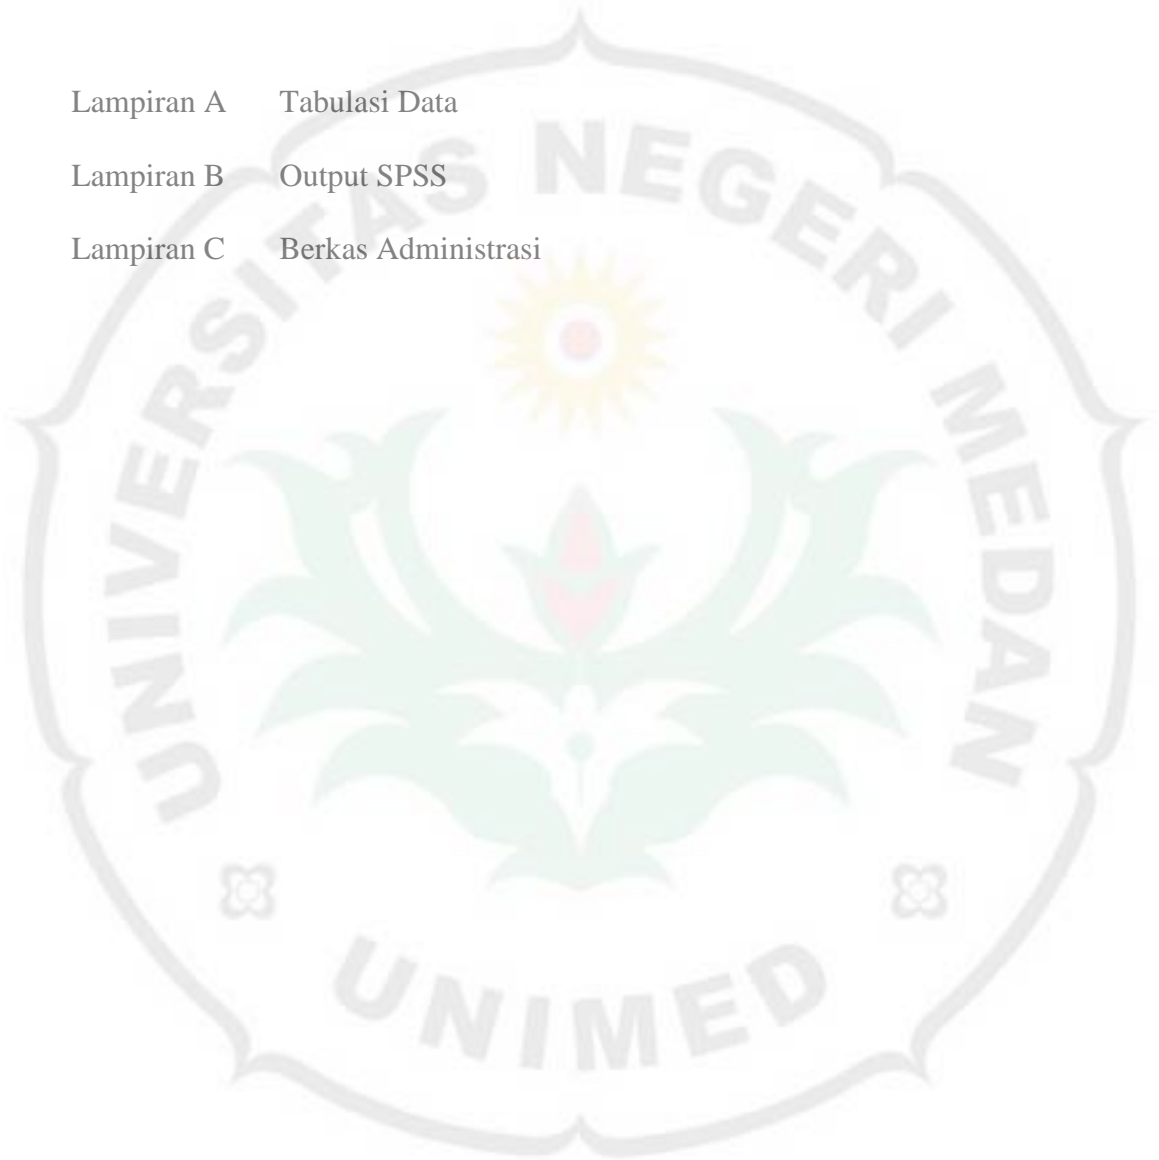 Lampiran A Tabulasi Data
Lampiran B Output SPSS
Lampiran C Berkas Administrasi
UNIVERSITAS NEGERI MEDAN
UNIMED